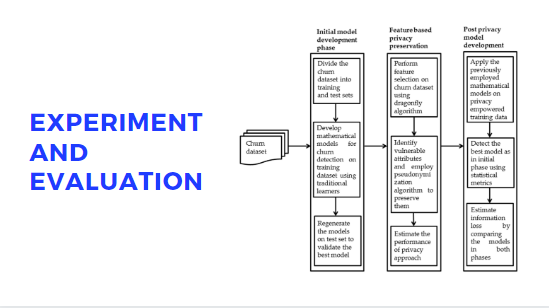 EXPERIMENT
AND
EVALUATION
Churn
dataset
Initial model
development
phase
Divide the
churn
dataset into
training
and test sets
Develop
mathematical
models for
churn
detection on
training
dataset using
traditional
learners
Regenerate
the models
on test set to
validate the
best model
Feature based
privacy
preservation
Perform
feature
selection on
churn dataset
using
dragonfly
algorithm
Identify
vulnerable
attributes
and employ
pseudonymi
zation
algorithm to
preserve
them
Estimate the
performance
of privacy
approach
Post privacy
model
development
Apply the
previously
employed
mathematical
models on
privacy
empowered
training data
Detect the
best model as
in initial
phase using
statistical
metrics
Estimate
information
loss by
comparing
the models
in both
phases